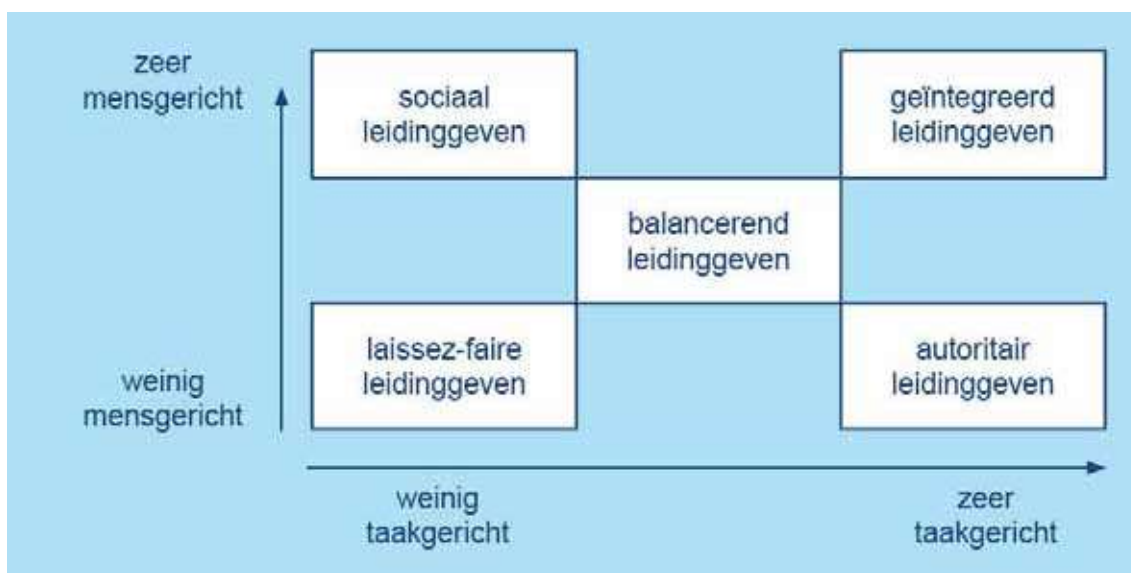 zeer
mensgericht
sociaal
leidinggeven
geïntegreerd
leidinggeven
balancerend
leidinggeven
laissez-faire
leidinggeven
autoritair
leidinggeven
weinig
mensgericht
weinig
taakgericht
zeer
taakgericht